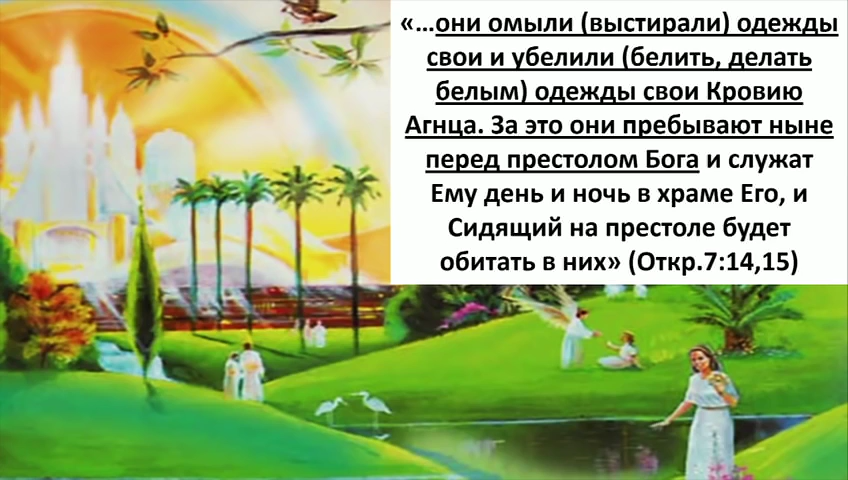 «…они омыли (выстирали) одежды
свои и убелили (белить, делать
белым) одежды свои Кровию
Агнца. За это они пребывают ныне
перед престолом Бога и служат
Ему день и ночь в храме Его, и
Сидящий на престоле будет
обитать в них» (Откр.7:14,15)